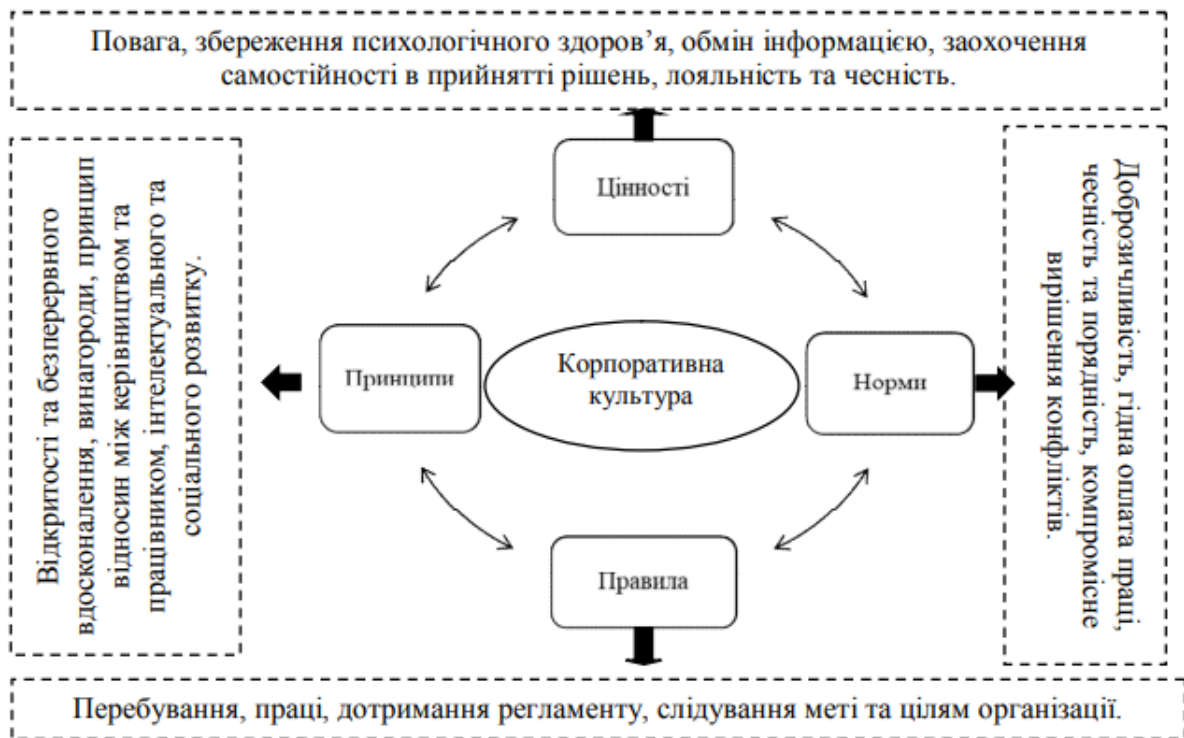 Повага, збереження психологічного здоров’я, обмін інформацією, заохочення
самостійності в прийнятті рішень, лояльність та чесність.
Відкритості та безперервного
вдосконалення, винагороди, принцип
відносин між керівництвом та
працівником, інтелектуального та
соціального розвитку.
Цінності
Принципи
Корпоративна
культура
Норми
Правила
Доброзичливість, гідна оплата праці,
чесність та порядність, компромісне
вирішення конфліктів.
Перебування, праці, дотримання регламенту, слідування меті та цілям організації.